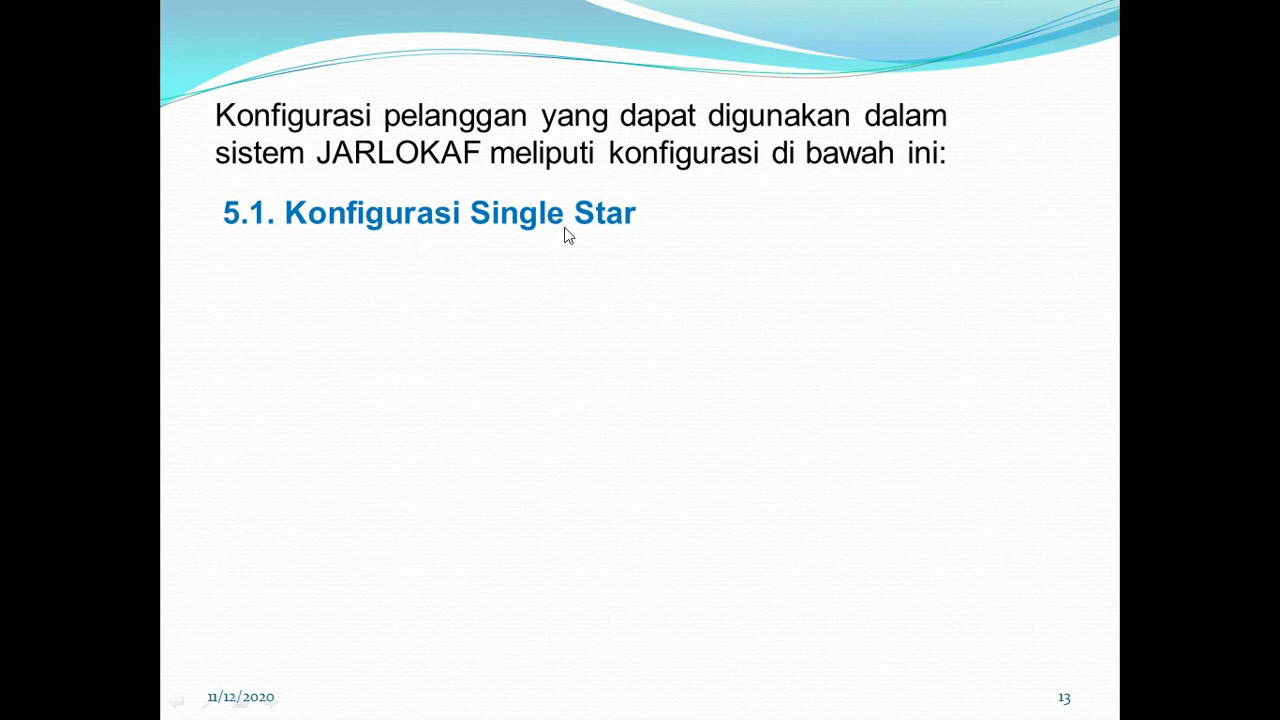 Konfigurasi pelanggan yang dapat digunakan dalam
sistem JARLOKAF meliputi konfigurasi di bawah ini:
5.1. Konfigurasi Single Star
11/12/2020
13